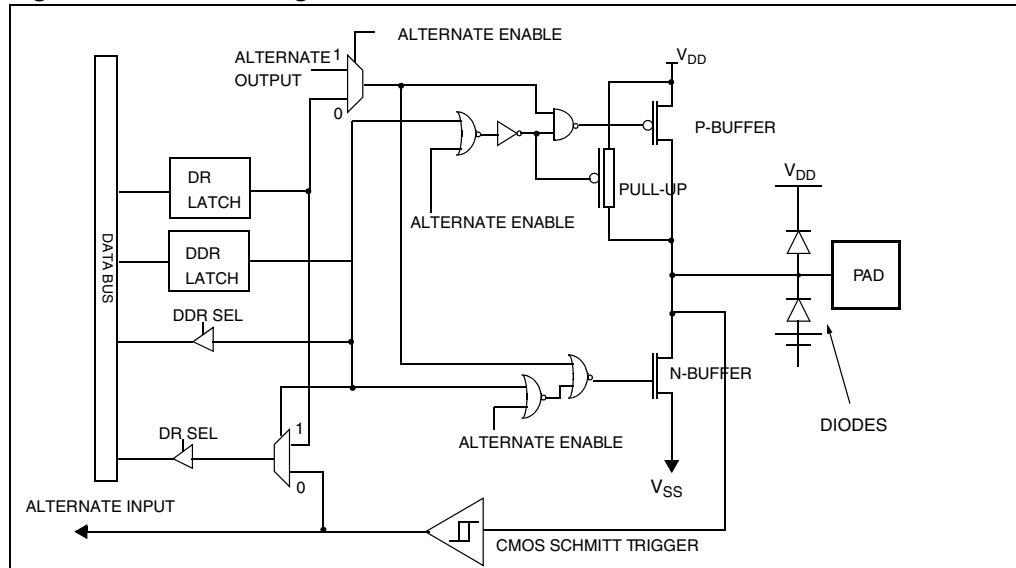 ALTERNATE ENABLE
ALTERNATE
OUTPUT
1
0
VDD
P-BUFFER
DR
LATCH
PULL-UP
VDD
ALTERNATE ENABLE
DATA BUS
DDR
LATCH
PAD
DDR SEL
N-BUFFER
DIODES
DR SEL
1
ALTERNATE ENABLE
0
VSS
ALTERNATE INPUT
CMOS SCHMITT TRIGGER